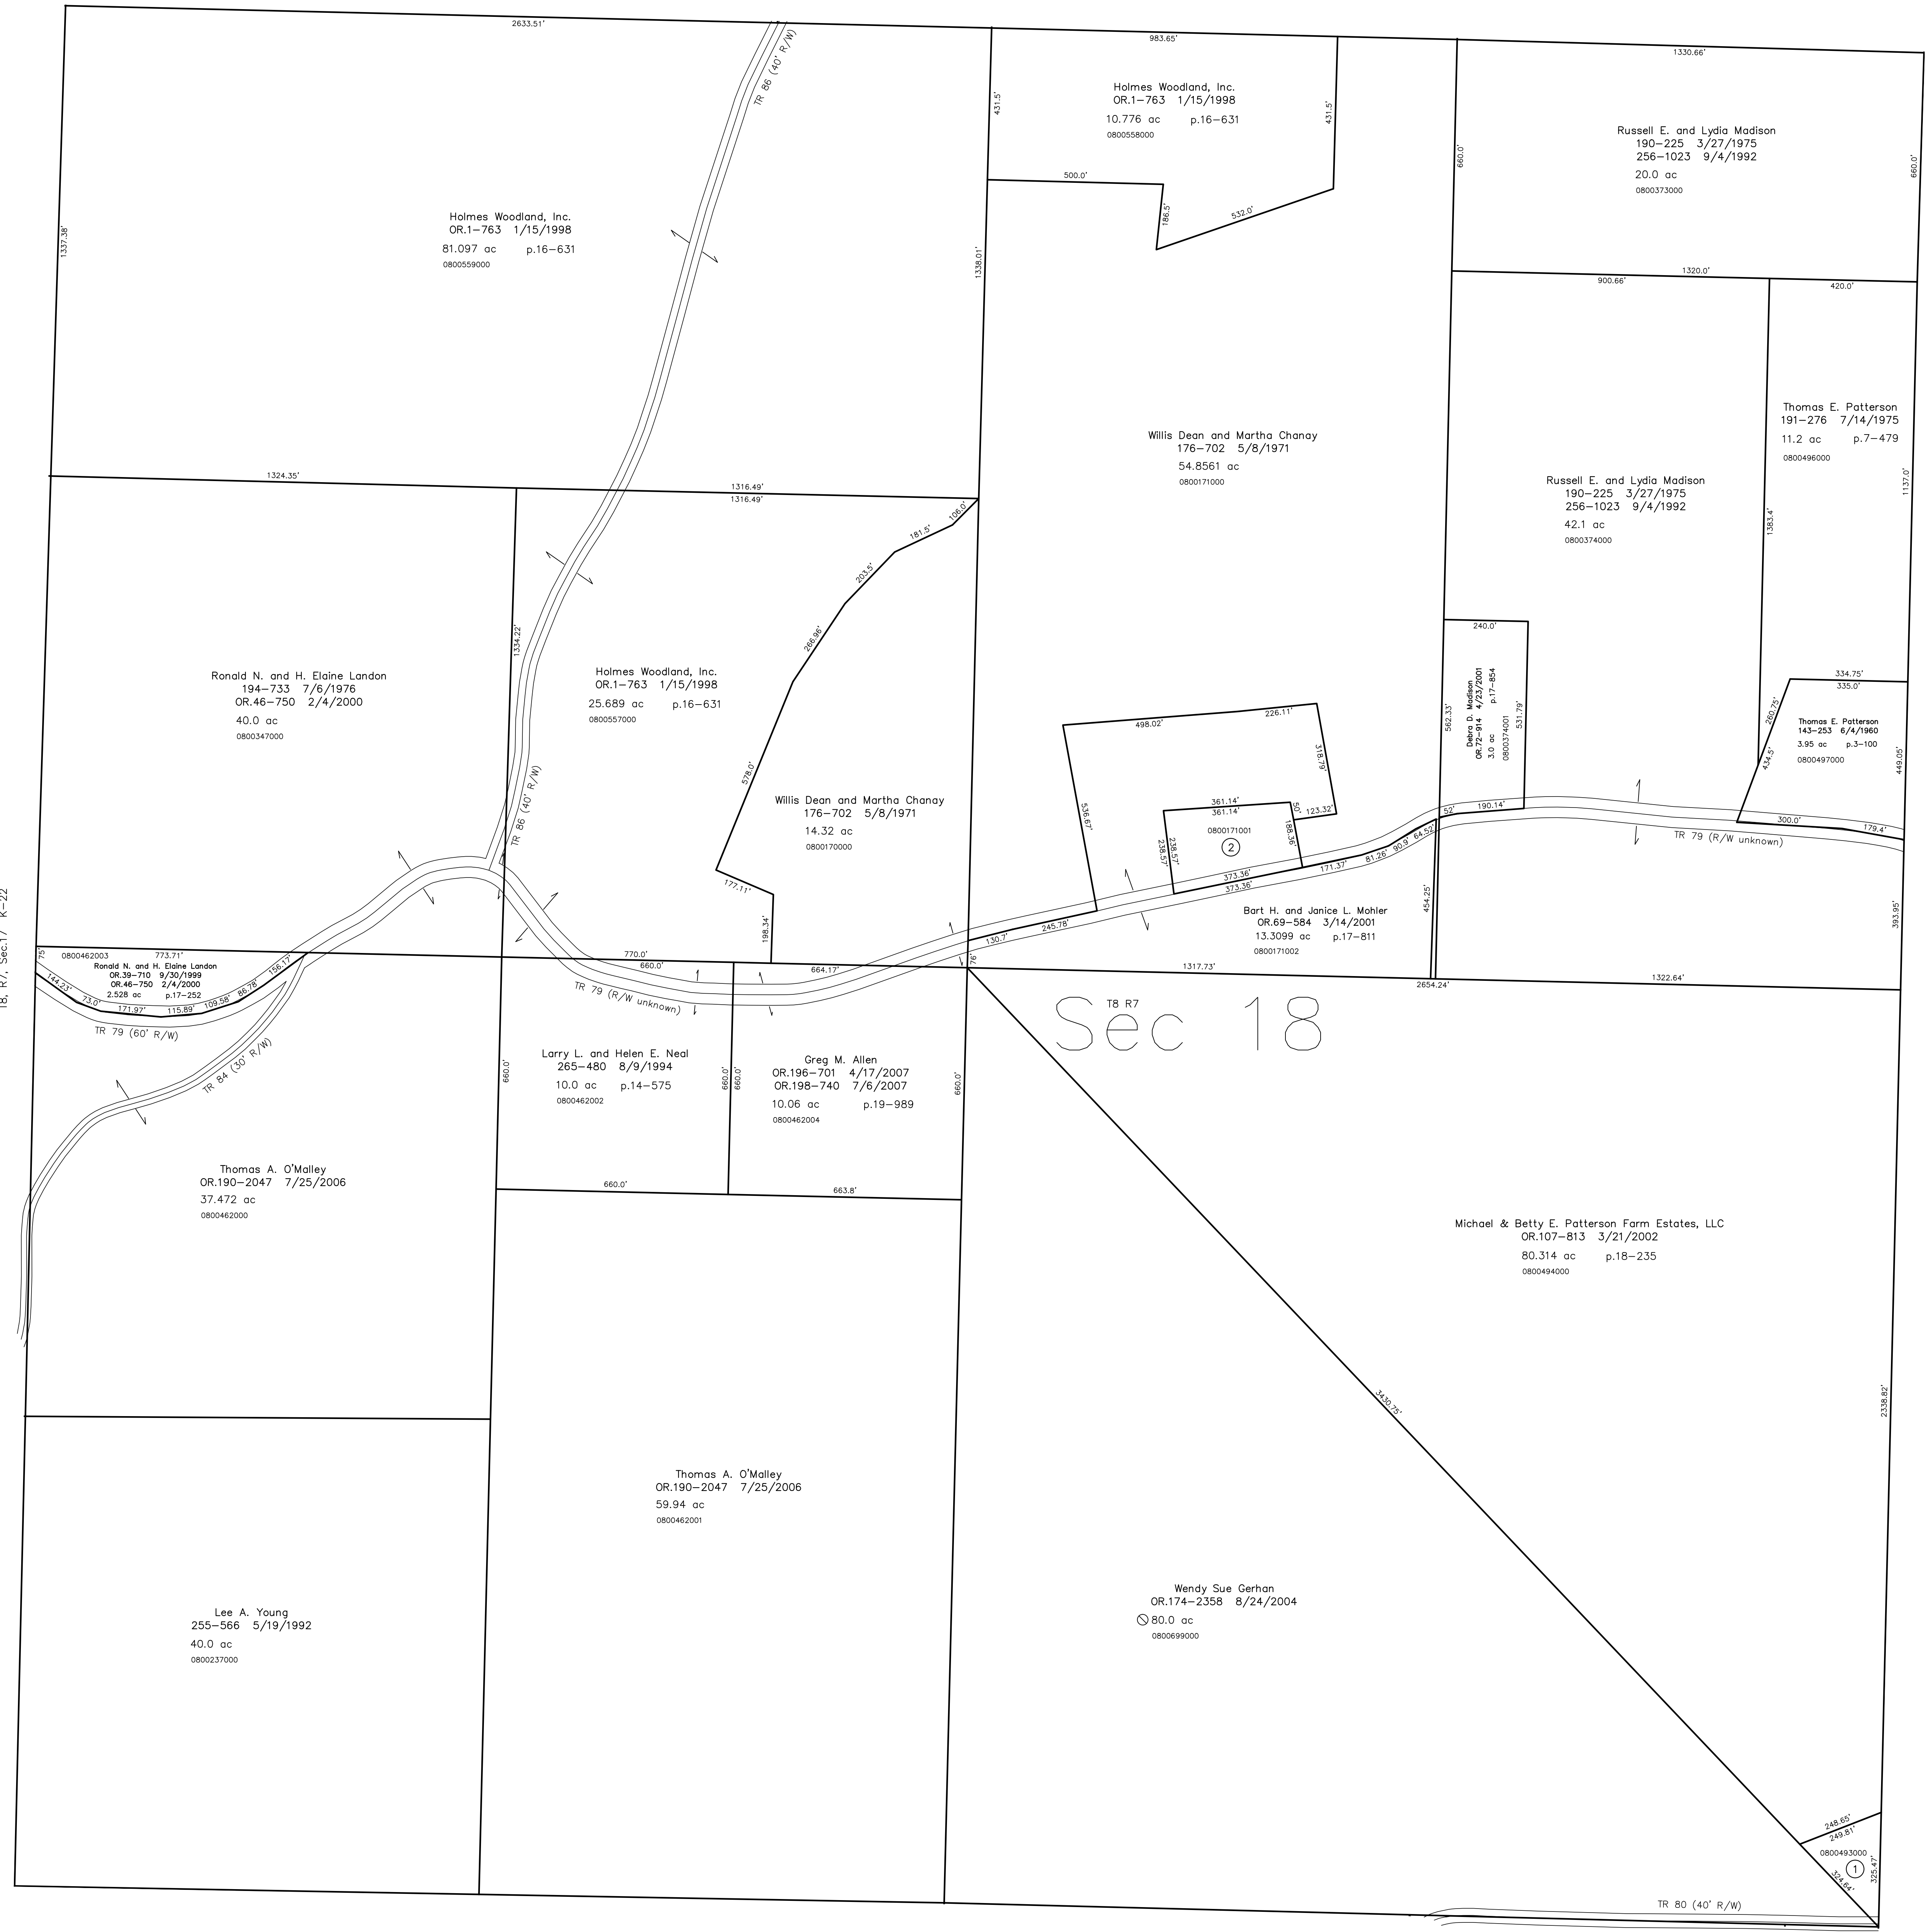 2633.51'
983.65'
1330.66'
TR 86 (40' R/W)
Holmes Woodland, Inc.
OR.1-763 1/15/1998
10.776 ac p.16-631
0800558000
431.5'
431.5'
500.0'
186.5'
532.0'
Russell E. and Lydia Madison
190-225 3/27/1975
256-1023 9/4/1992
20.0 ac
0800373000
660.0'
660.0'
1320.0'
900.66'
420.0'
Holmes Woodland, Inc.
OR.1-763 1/15/1998
81.097 ac p.16-631
0800559000
1337.38'
1338.01'
1324.35'
1316.49'
1316.49'
Willis Dean and Martha Chanay
176-702 5/8/1971
54.8561 ac
0800171000
Thomas E. Patterson
191-276 7/14/1975
11.2 ac p.7-479
0800496000
1137.0'
Russell E. and Lydia Madison
190-225 3/27/1975
256-1023 9/4/1992
42.1 ac
0800374000
1383.4'
106.0'
181.5'
203.5'
266.96'
578.0'
177.11'
198.34'
1334.22'
Ronald N. and H. Elaine Landon
194-733 7/6/1976
OR.46-750 2/4/2000
40.0 ac
0800347000
Holmes Woodland, Inc.
OR.1-763 1/15/1998
25.689 ac p.16-631
0800557000
TR 86 (40' R/W)
Willis Dean and Martha Chanay
176-702 5/8/1971
14.32 ac
0800170000
240.0'
562.33'
Debra D. Madison
OR.72-914 4/23/2001
3.0 ac p.17-854
0800374001
531.79'
334.75'
335.0'
260.75'
434.5'
Thomas E. Patterson
143-253 6/4/1960
3.95 ac p.3-100
0800497000
449.05'
498.02'
226.11'
318.79'
536.67'
361.14'
361.14'
50'
123.32'
0800171001
2
188.36'
238.57'
238.57'
373.36'
373.36'
171.37'
81.26'
90.9'
64.52'
52'
190.14'
300.0'
179.4'
TR 79 (R/W unknown)
Bart H. and Janice L. Mohler
OR.69-584 3/14/2001
13.3099 ac p.17-811
0800171002
454.25'
393.95'
130.7'
245.78'
76'
1317.73'
2654.24'
1322.64'
T8, R7, Sec.17 K-22
75'
0800462003
773.71'
Ronald N. and H. Elaine Landon
OR.39-710 9/30/1999
OR.46-750 2/4/2000
2.528 ac p.17-252
144.23'
73.0'
171.97'
115.89'
109.58'
86.78'
156.17'
TR 79 (60' R/W)
TR 84 (30' R/W)
770.0'
660.0'
664.17'
TR 79 (R/W unknown)
T8 R7
Sec 18
Larry L. and Helen E. Neal
265-480 8/9/1994
10.0 ac p.14-575
0800462002
660.0'
660.0'
660.0'
Greg M. Allen
OR.196-701 4/17/2007
OR.198-740 7/6/2007
10.06 ac p.19-989
0800462004
660.0'
660.0'
663.8'
Thomas A. O'Malley
OR.190-2047 7/25/2006
37.472 ac
0800462000
Michael & Betty E. Patterson Farm Estates, LLC
OR.107-813 3/21/2002
80.314 ac p.18-235
0800494000
3430.75'
2338.82'
Thomas A. O'Malley
OR.190-2047 7/25/2006
59.94 ac
0800462001
Lee A. Young
255-566 5/19/1992
40.0 ac
0800237000
Wendy Sue Gerhan
OR.174-2358 8/24/2004
80.0 ac
0800699000
248.65'
249.81'
0800493000
1
325.47'
324.64'
TR 80 (40' R/W)